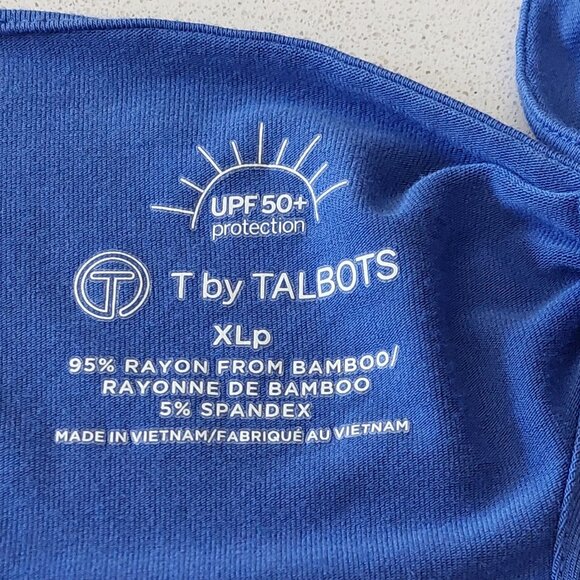 UPF 50+
protection
T by TALBOTS
XLp
95% RAYON FROM BAMBOO/
RAYONNE DE BAMBOO
5% SPANDEX
MADE IN VIETNAM/FABRIQUÉ AU VIETNAM